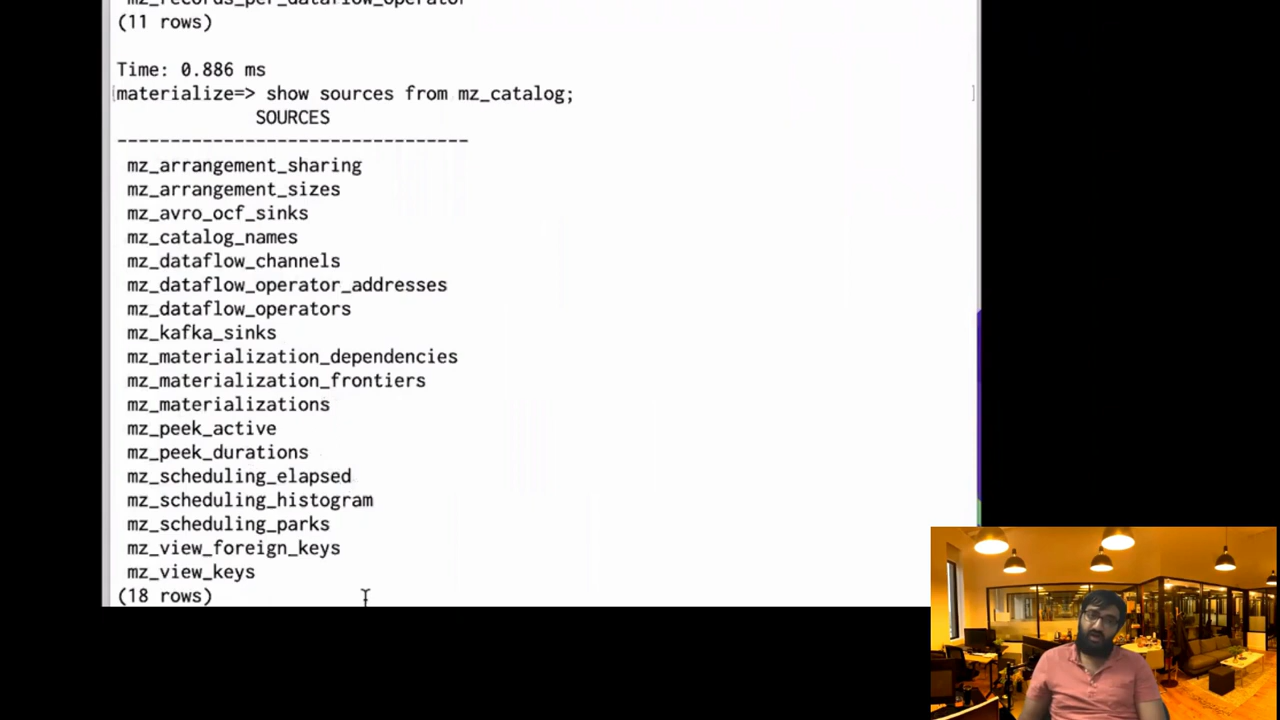 mz_records_per_dataflow_operator
(11 rows)
Time: 0.886 ms
[materialize=> show sources from mz_catalog; ]
SOURCES
---------------------------------
mz_arrangement_sharing
mz_arrangement_sizes
mz_avro_ocf_sinks
mz_catalog_names
mz_dataflow_channels
mz_dataflow_operator_addresses
mz_dataflow_operators
mz_kafka_sinks
mz_materialization_dependencies
mz_materialization_frontiers
mz_materializations
mz_peek_active
mz_peek_durations
mz_scheduling_elapsed
mz_scheduling_histogram
mz_scheduling_parks
mz_view_foreign_keys
mz_view_keys
(18 rows)